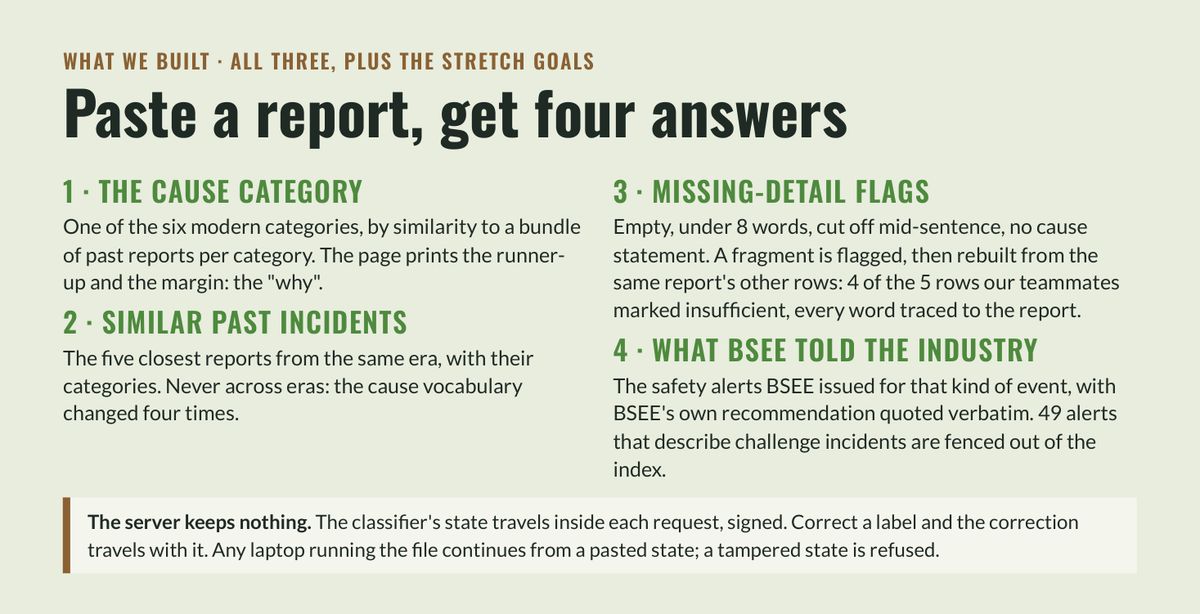 WHAT WE BUILT · ALL THREE, PLUS THE STRETCH GOALS
Paste a report, get four answers
1 · THE CAUSE CATEGORY
One of the six modern categories, by similarity to a bundle
of past reports per category. The page prints the runner-
up and the margin: the "why".
2 · SIMILAR PAST INCIDENTS
The five closest reports from the same era, with their
categories. Never across eras: the cause vocabulary
changed four times.
3 · MISSING-DETAIL FLAGS
Empty, under 8 words, cut off mid-sentence, no cause
statement. A fragment is flagged, then rebuilt from the
same report's other rows: 4 of the 5 rows our teammates
marked insufficient, every word traced to the report.
4 · WHAT BSEE TOLD THE INDUSTRY
The safety alerts BSEE issued for that kind of event, with
BSEE's own recommendation quoted verbatim. 49 alerts
that describe challenge incidents are fenced out of the
index.
The server keeps nothing. The classifier's state travels inside each request, signed. Correct a label and the correction
travels with it. Any laptop running the file continues from a pasted state; a tampered state is refused.